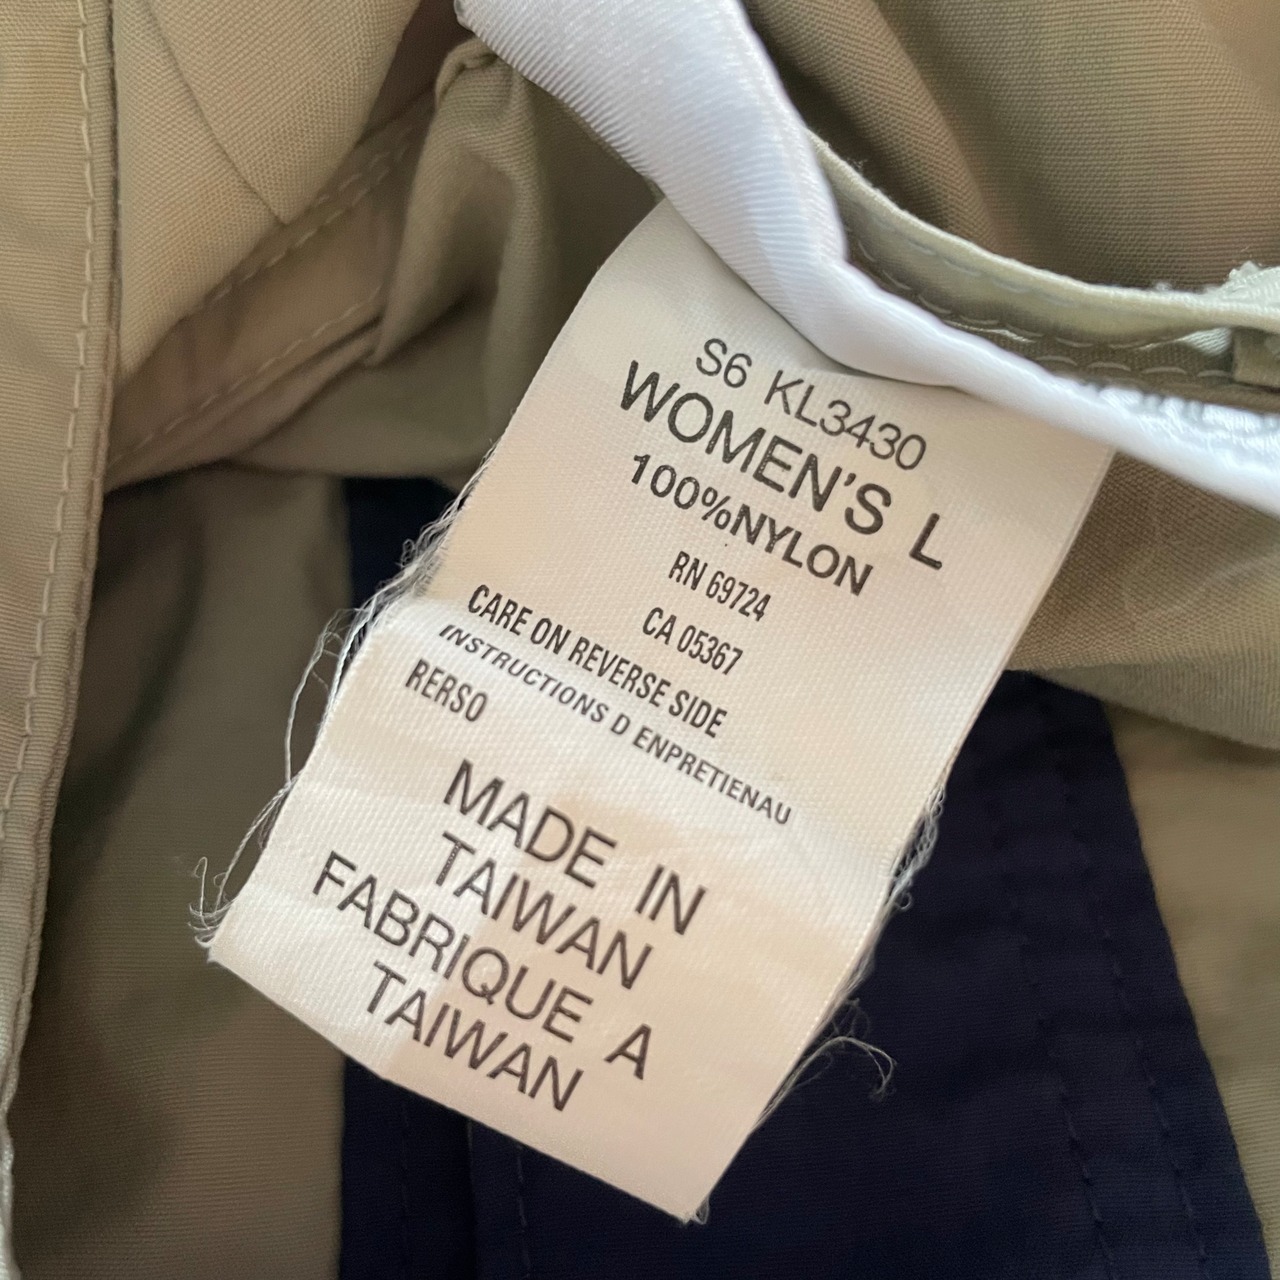 S6 KL3430
WOMEN'S L
100%NYLON
RN 69724
CA 05367
CARE ON REVERSE SIDE
INSTRUCTIONS D ENPRETIENAU
RERSO
MADE IN
TAIWAN
FABRIQUE A
TAIWAN